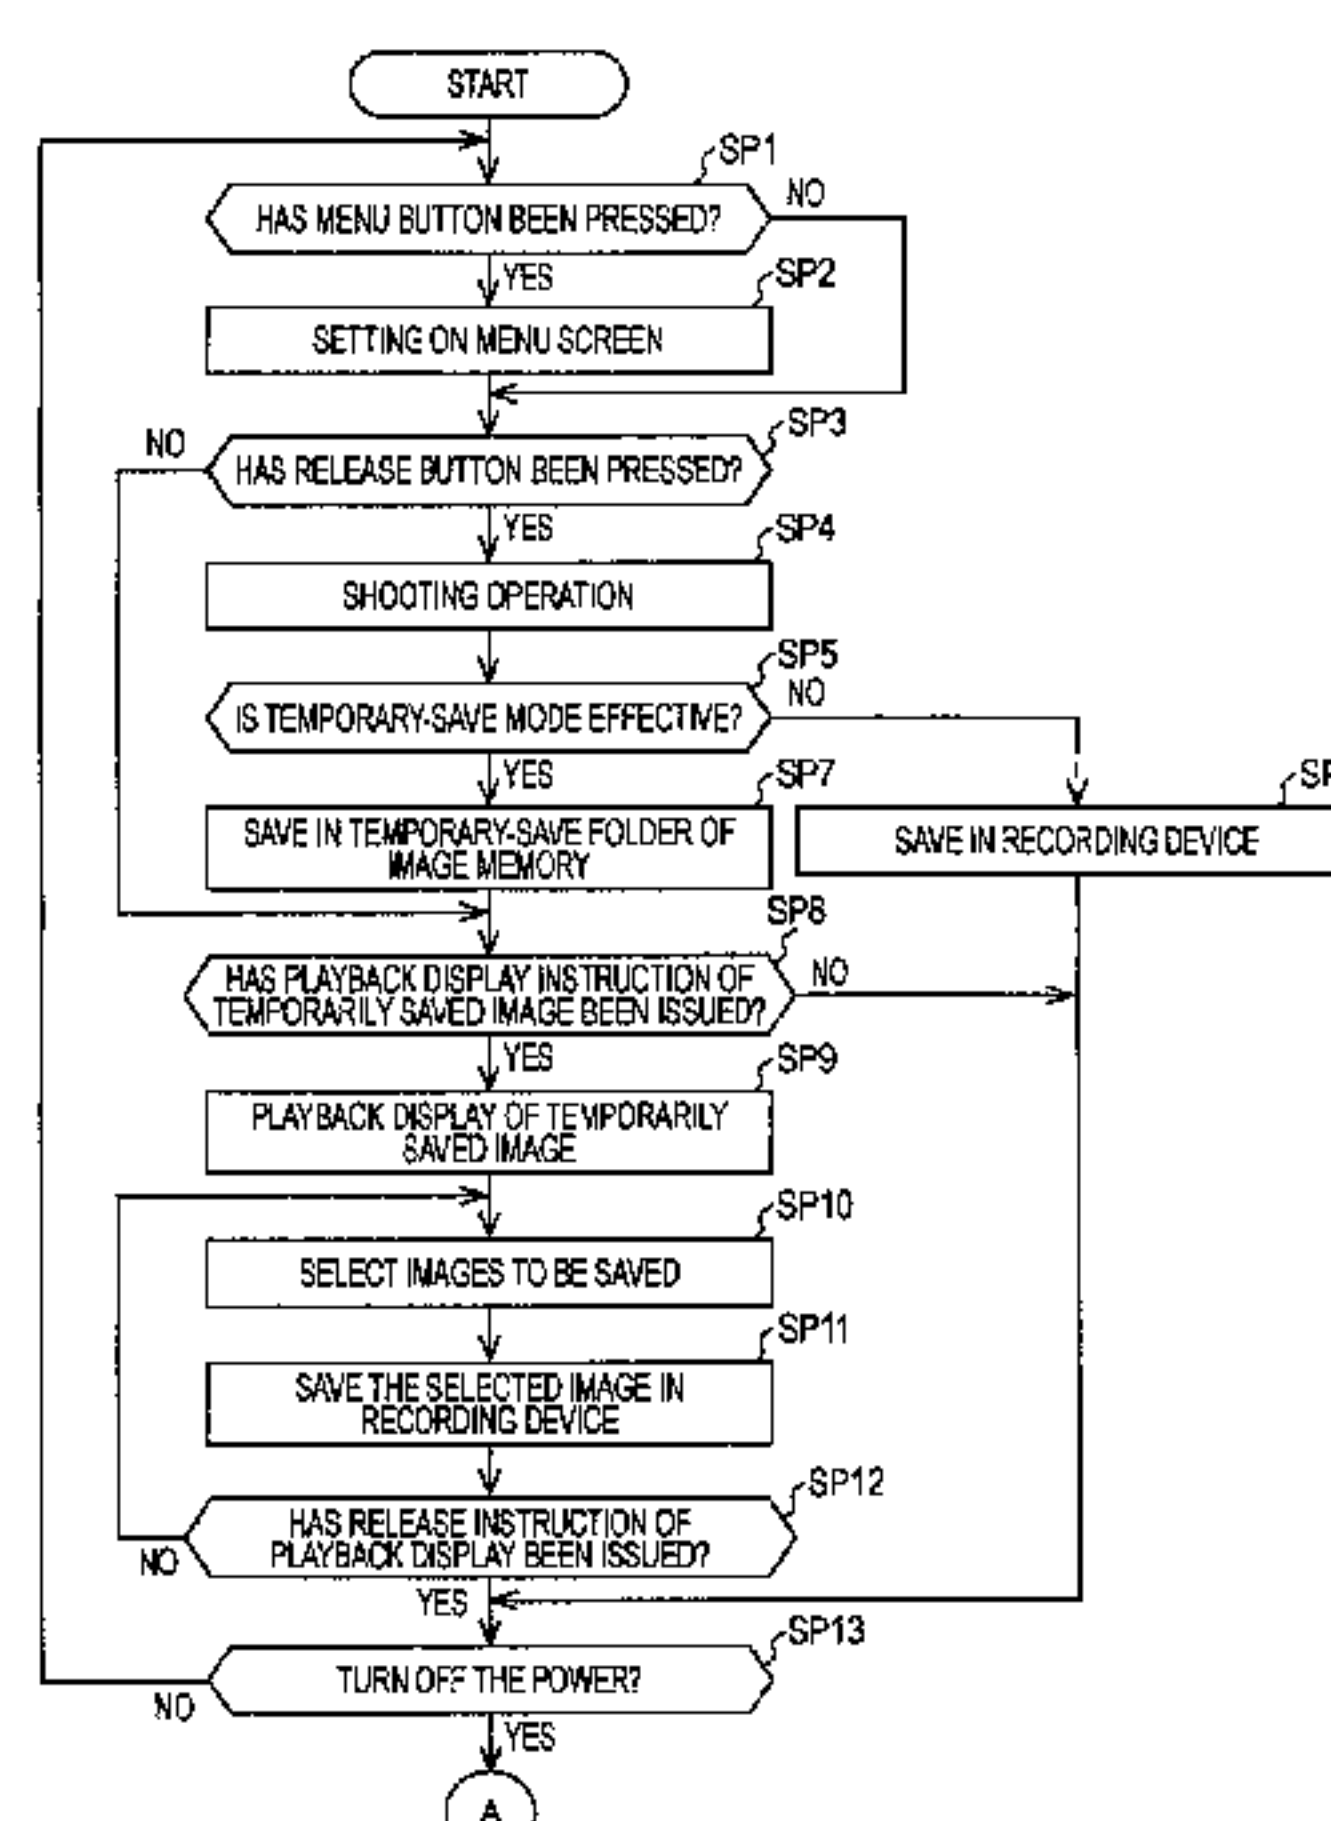 START
SP1
HAS MENU BUTTON BEEN PRESSED?
NO
YES
SP2
SETTING ON MENU SCREEN
SP3
NO
HAS RELEASE BUTTON BEEN PRESSED?
YES
SP4
SHOOTING OPERATION
SP5
IS TEMPORARY-SAVE MODE EFFECTIVE?
NO
YES
SP7
SP
SAVE IN TEMPORARY-SAVE FOLDER OF
IMAGE MEMORY
SAVE IN RECORDING DEVICE
SP8
HAS PLAYBACK DISPLAY INSTRUCTION OF
TEMPORARILY SAVED IMAGE BEEN ISSUED?
NO
YES
SP9
PLAYBACK DISPLAY OF TEMPORARILY
SAVED IMAGE
SP10
SELECT IMAGES TO BE SAVED
SP11
SAVE THE SELECTED IMAGE IN
RECORDING DEVICE
SP12
HAS RELEASE INSTRUCTION OF
PLAYBACK DISPLAY BEEN ISSUED?
NO
YES
SP13
TURN OFF THE POWER?
NO
YES
A